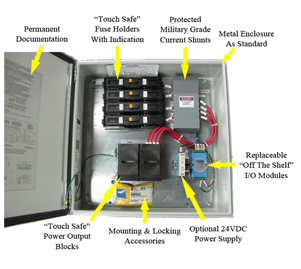 Permanent
Documentation
“Touch Safe”
Fuse Holders
With Indication
Protected
Military Grade
Current Shunts
Metal Enclosure
As Standard
Replaceable
“Off The Shelf”
I/O Modules
“Touch Safe”
Power Output
Blocks
Mounting & Locking
Accessories
Optional 24VDC
Power Supply